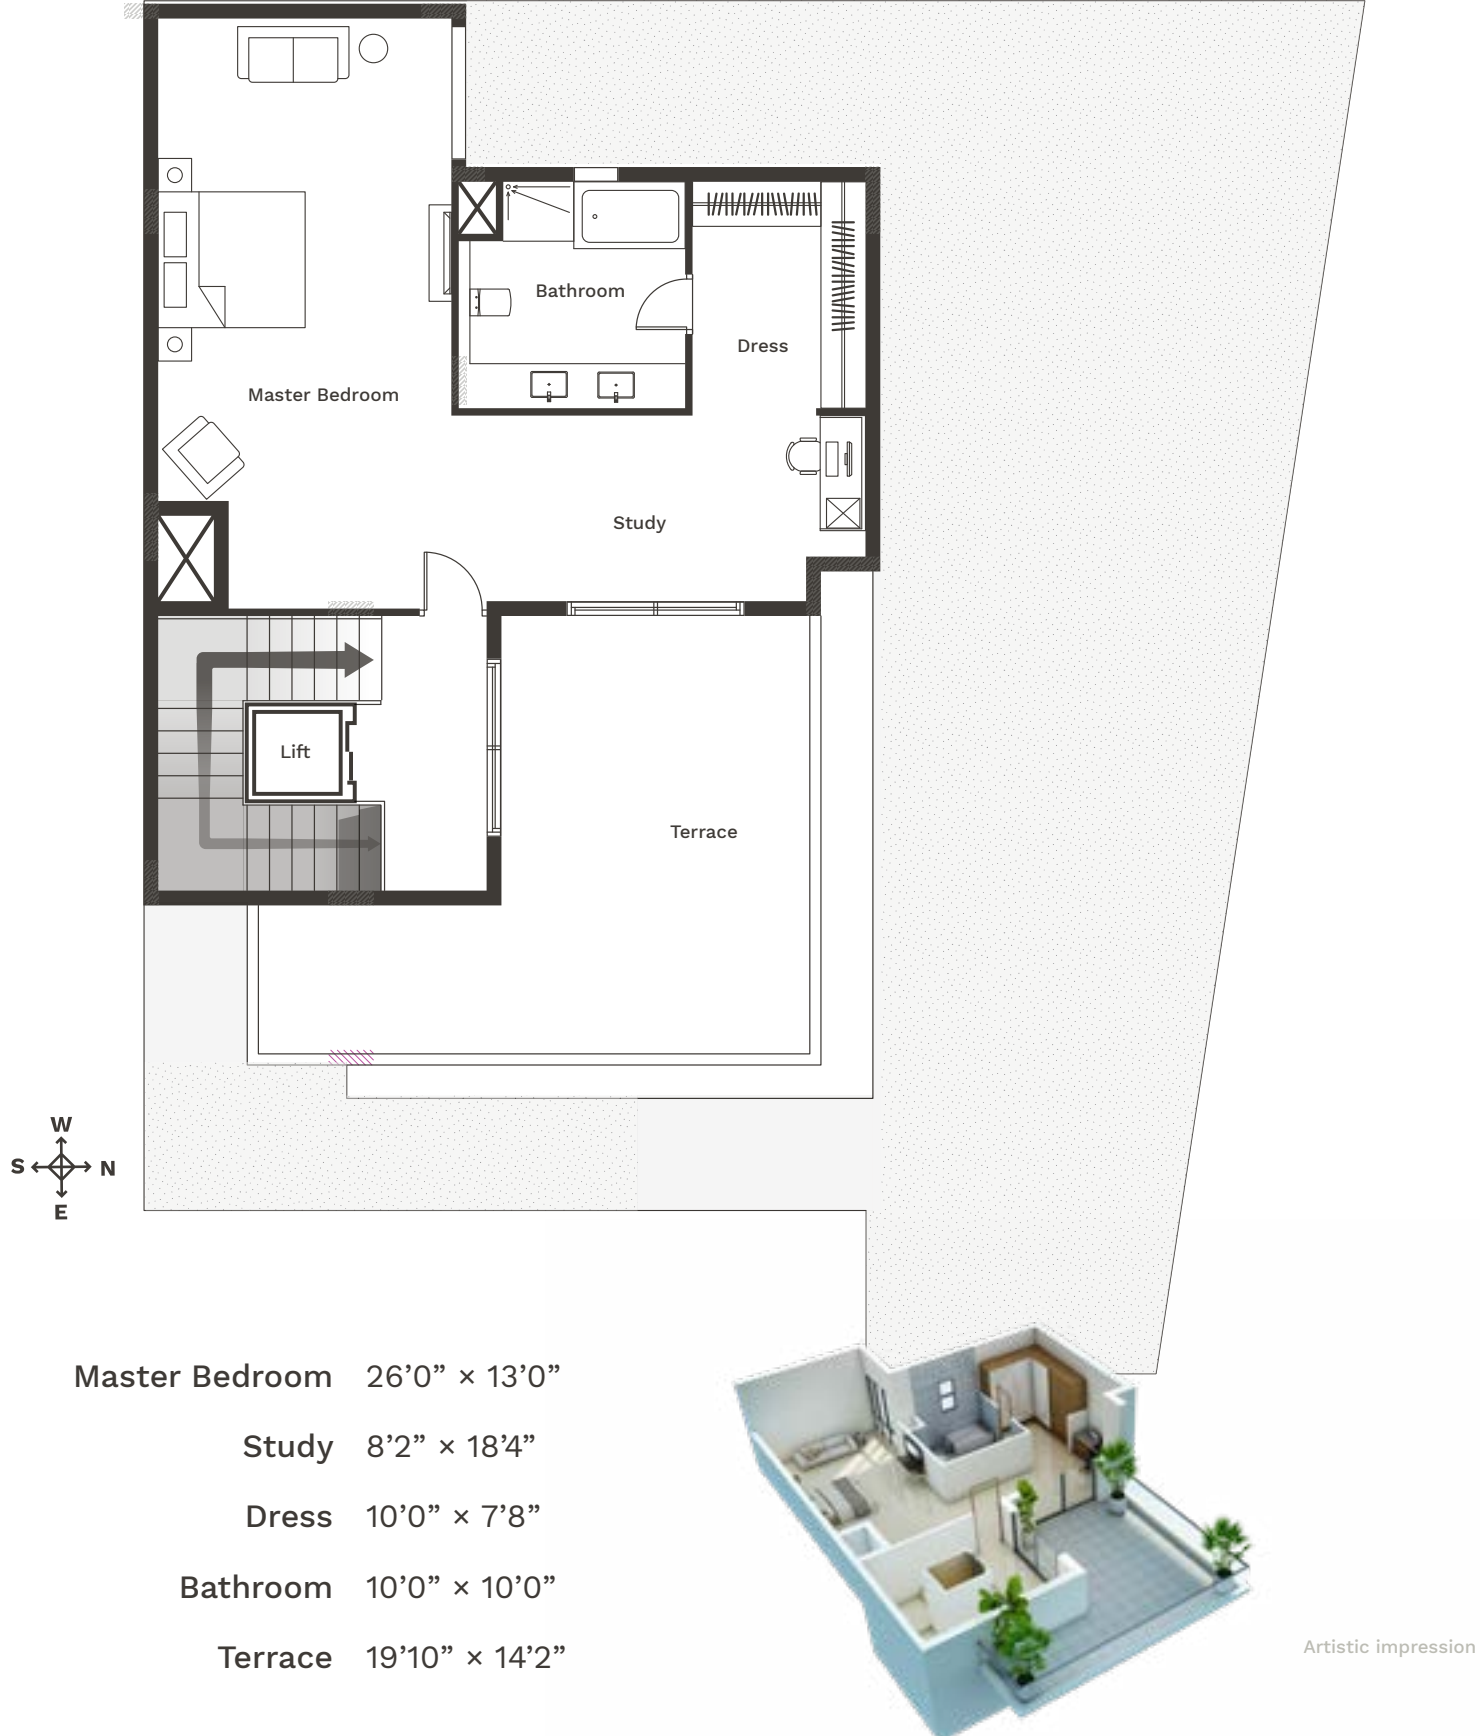 Bathroom
Dress
Master Bedroom
Study
Lift
Terrace
W
S N
E
Master Bedroom 26’0” × 13’0”
Study 8’2” × 18’4”
Dress 10’0” × 7’8”
Bathroom 10’0” × 10’0”
Terrace 19’10” × 14’2”
Artistic impression